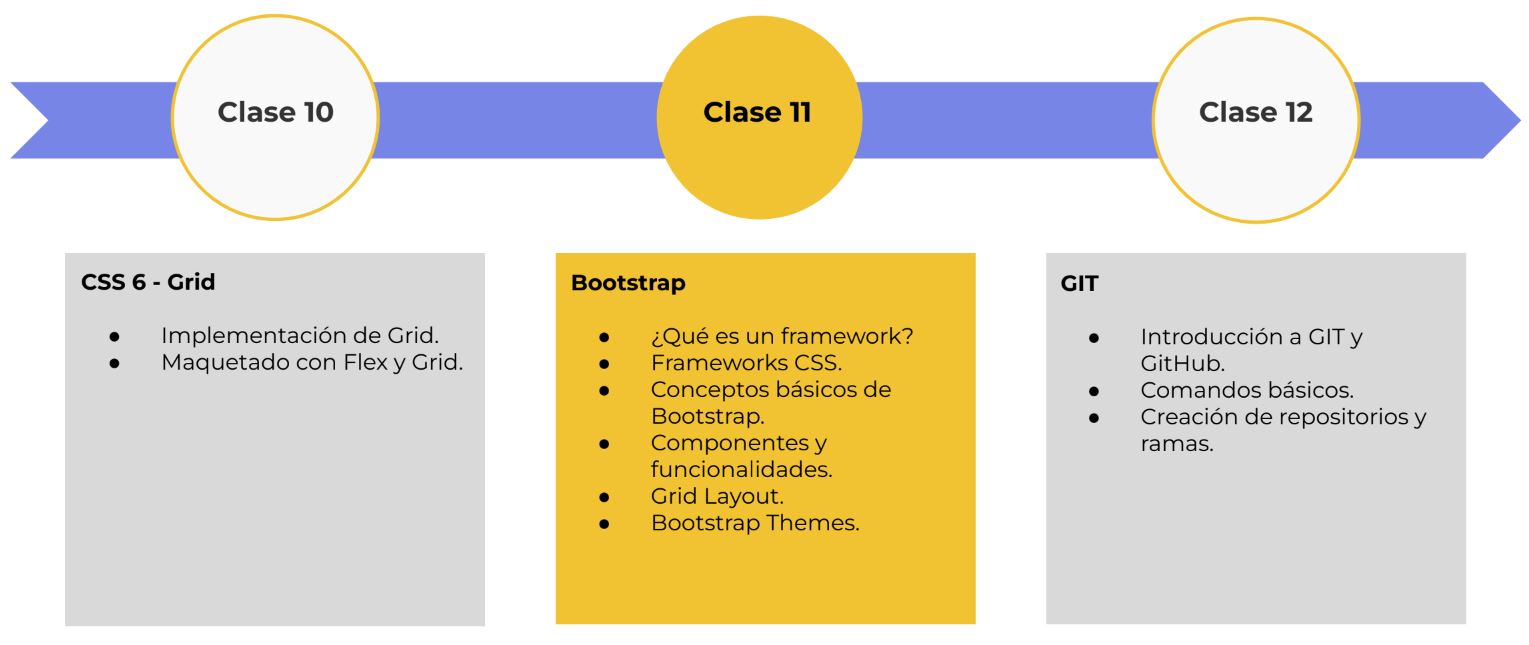 Clase 10
Clase 11
Clase 12
CSS 6 - Grid
● Implementación de Grid.
● Maquetado con Flex y Grid.
Bootstrap
● ¿Qué es un framework?
● Frameworks CSS.
● Conceptos básicos de
Bootstrap.
● Componentes y
funcionalidades.
● Grid Layout.
● Bootstrap Themes.
GIT
● Introducción a GIT y
GitHub.
● Comandos básicos.
● Creación de repositorios y
ramas.